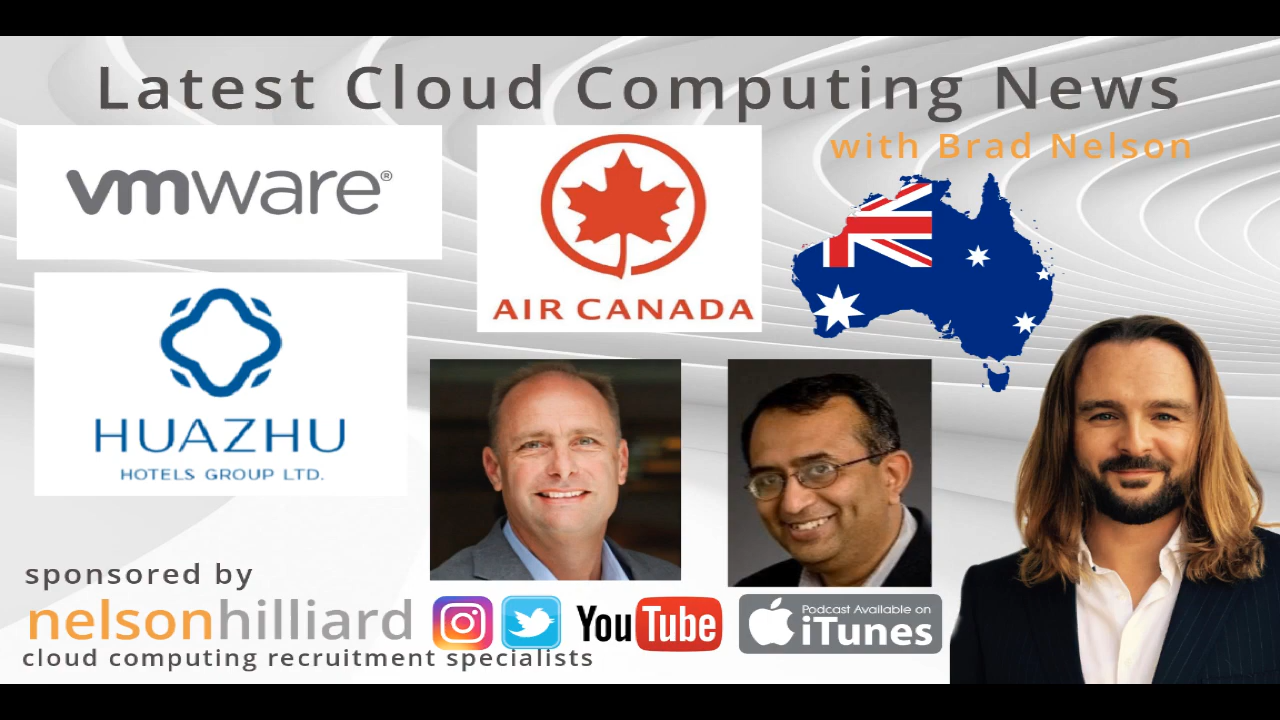 Latest Cloud Computing News
with Brad Nelson
vmware®
AIR CANADA
HUAZHU
HOTELS GROUP LTD.
sponsored by
nelsonhilliard
cloud computing recruitment specialists
YouTube
Podcast Available on
iTunes